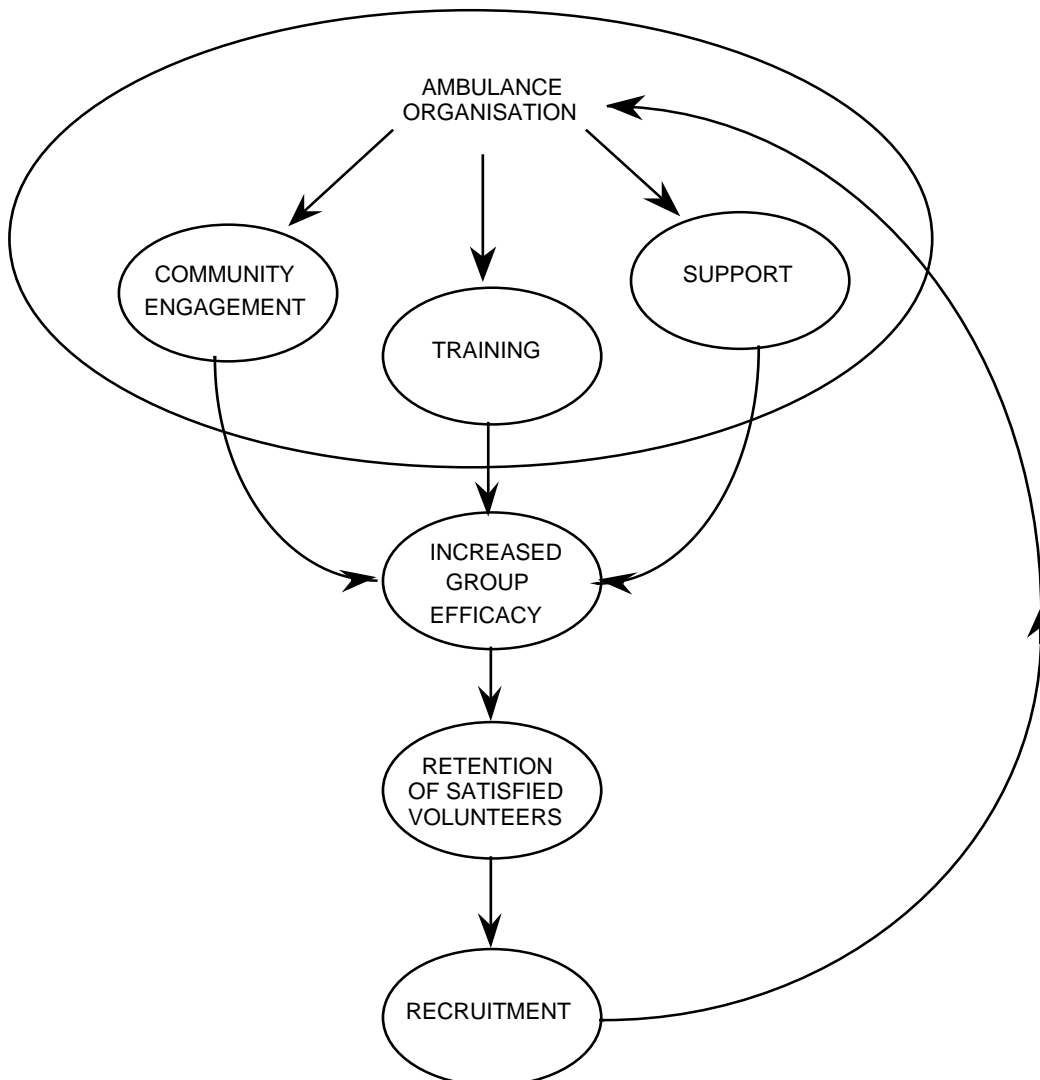 AMBULANCE
ORGANISATION
COMMUNITY
ENGAGEMENT
TRAINING
SUPPORT
INCREASED
GROUP
EFFICACY
RETENTION
OF SATISFIED
VOLUNTEERS
RECRUITMENT